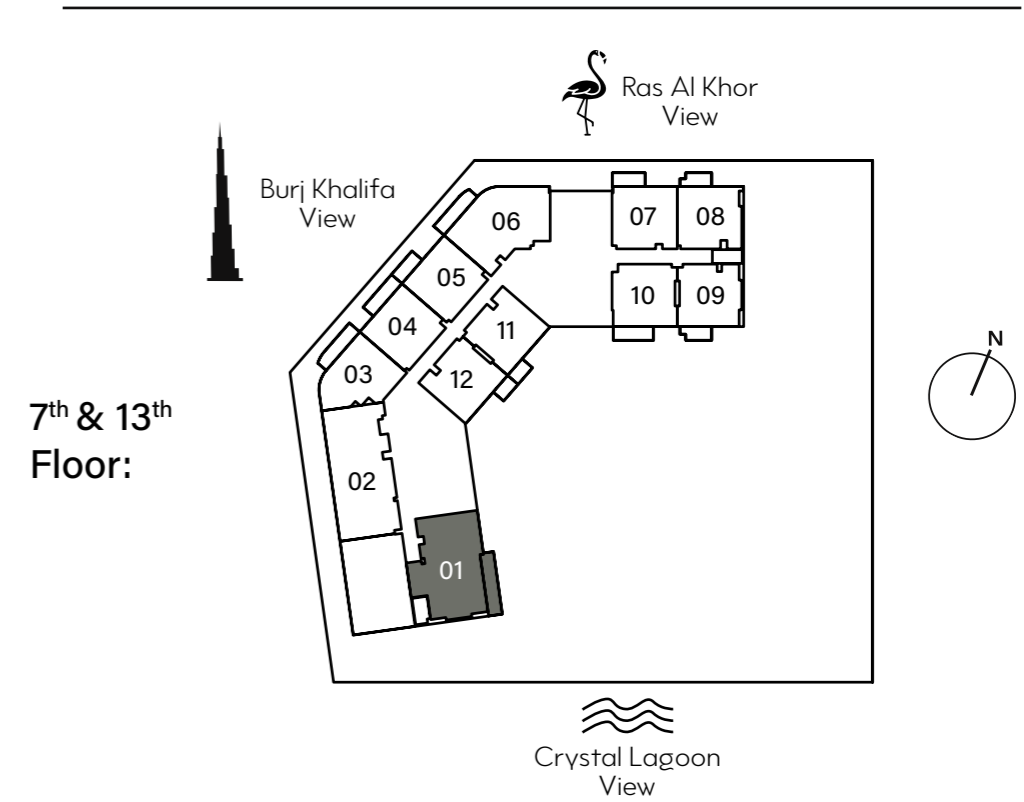 Ras Al Khor
View
Burj Khalifa
View
06
07
08
05
10
09
04
11
N
03
12
7th & 13th
Floor:
02
01
Crystal Lagoon
View